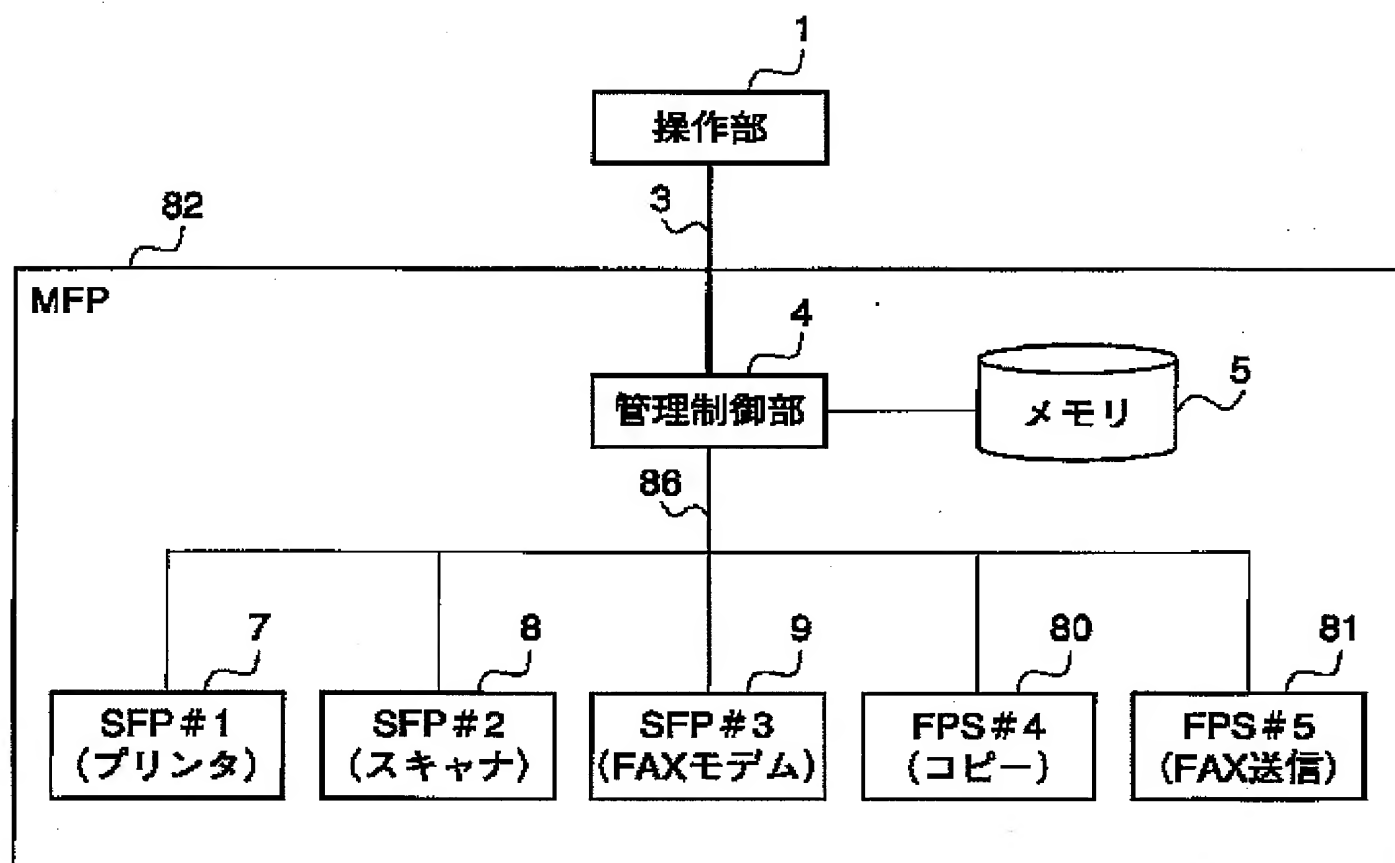 1
操作部
3
82
MFP
4
管理制御部
5
メモリ
86
7
8
9
80
81
SFP#1
(プリンタ)
SFP#2
(スキャナ)
SFP#3
(FAXモデム)
FPS#4
(コピー)
FPS#5
(FAX送信)